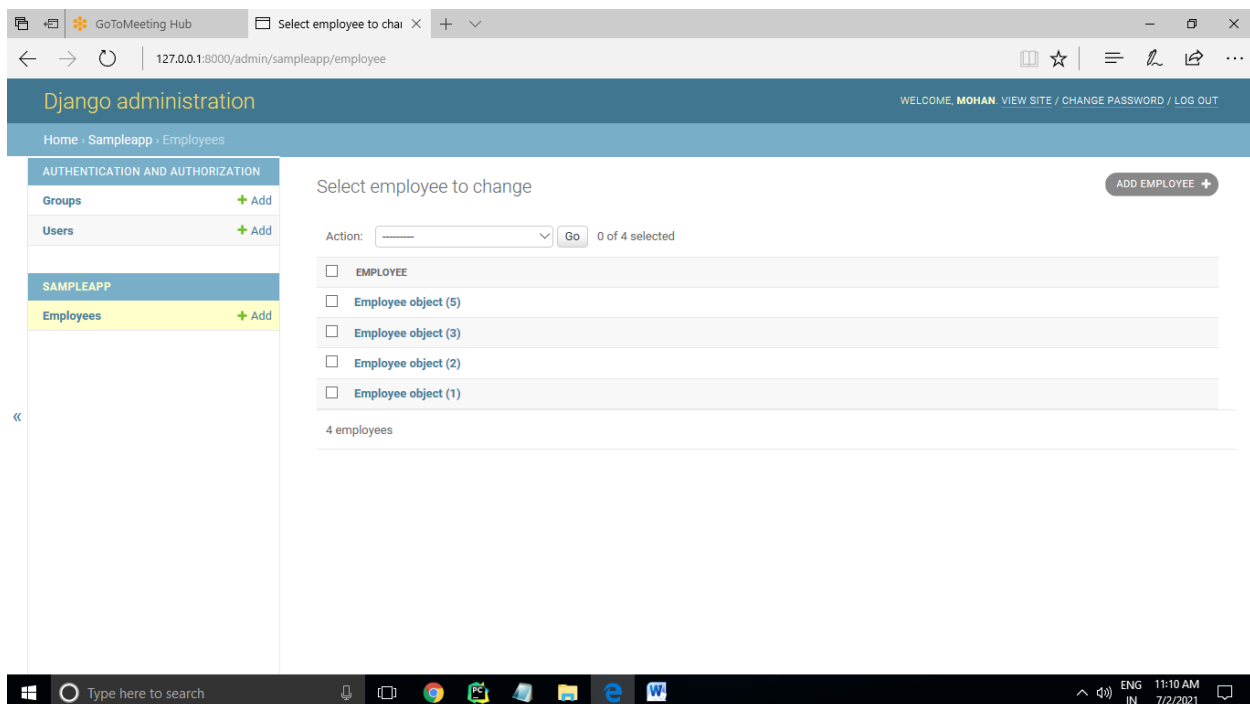 GoToMeeting Hub
Select employee to chai
127.0.0.1:8000/admin/sampleapp/employee
Django administration
WELCOME, MOHAN. VIEW SITE / CHANGE PASSWORD / LOG OUT
Home › Sampleapp › Employees
AUTHENTICATION AND AUTHORIZATION
Groups + Add
Users + Add
SAMPLEAPP
Employees + Add
«
Select employee to change
ADD EMPLOYEE +
Action: --------- Go 0 of 4 selected
EMPLOYEE
Employee object (5)
Employee object (3)
Employee object (2)
Employee object (1)
4 employees
Type here to search
PC
W
ENG
IN
11:10 AM
7/2/2021